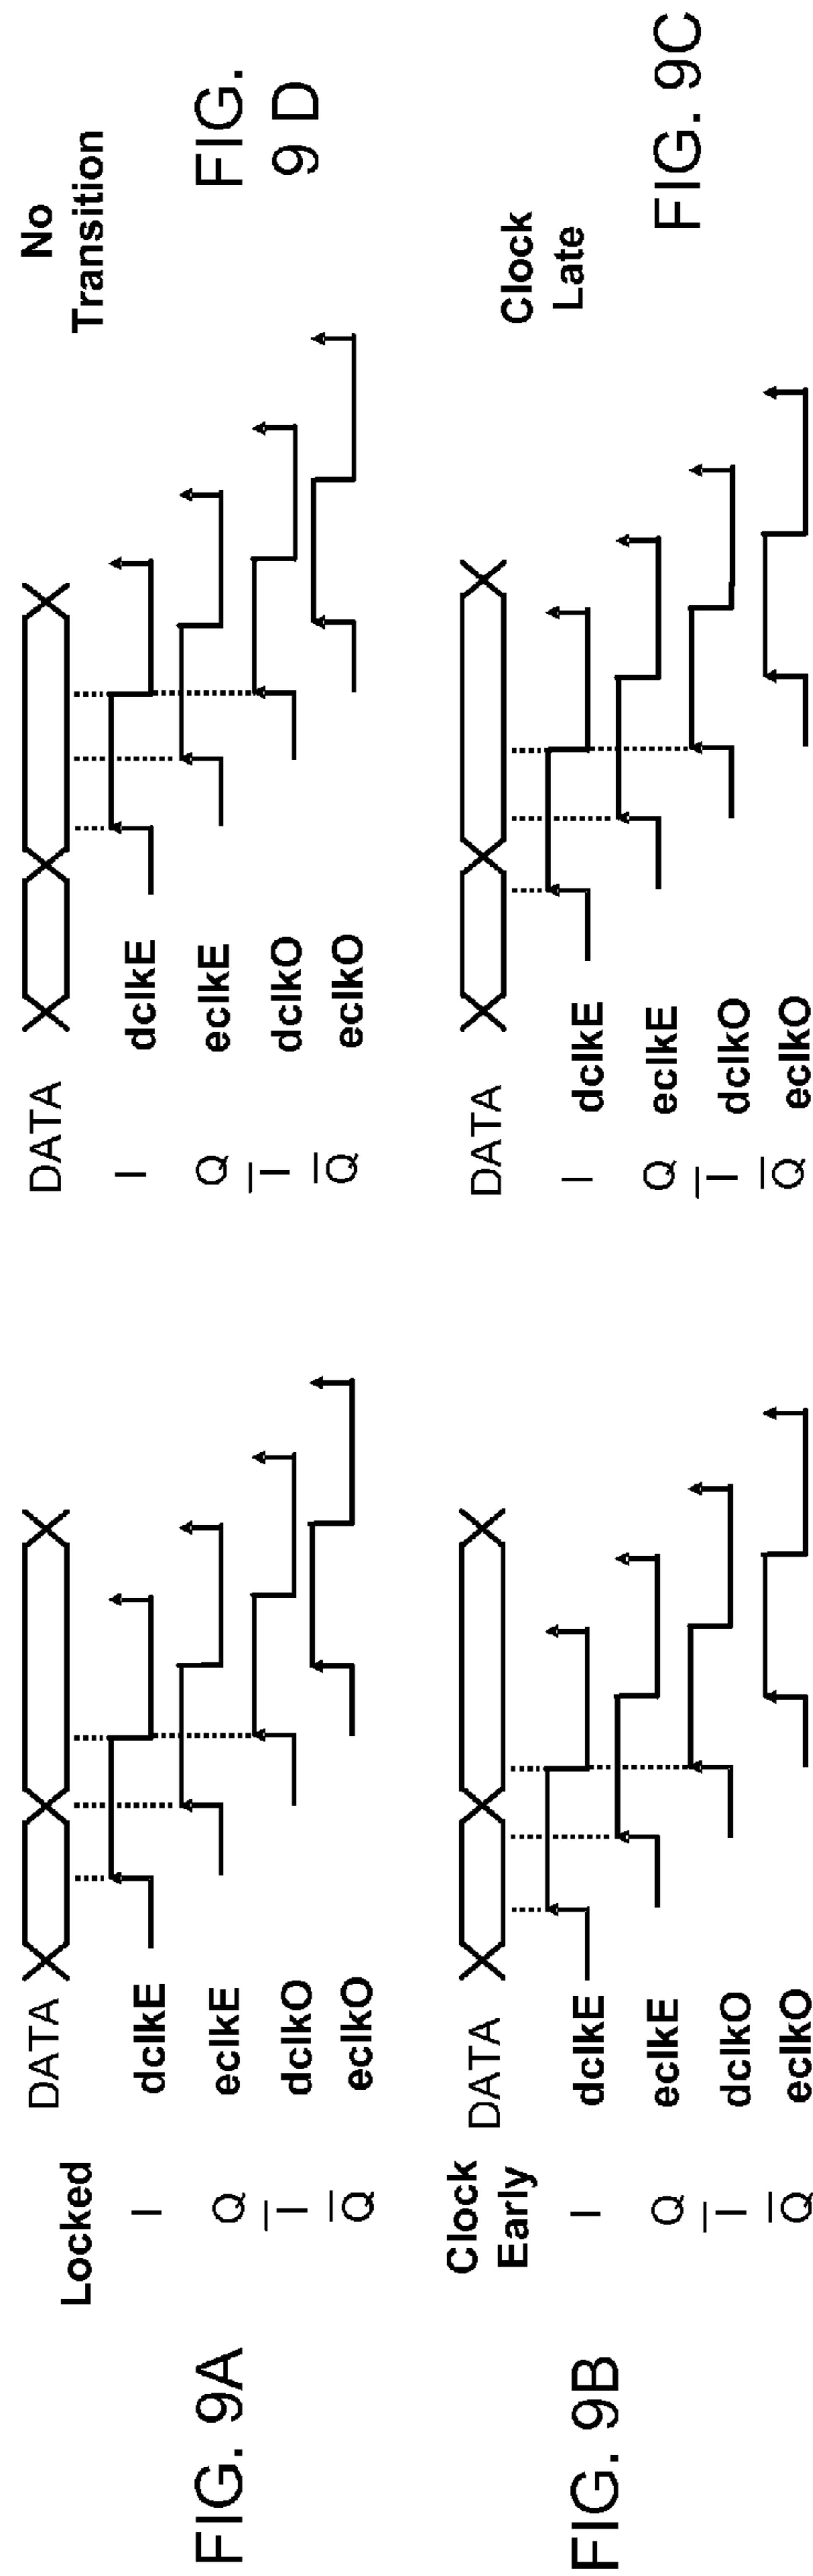 FIG. 9A
Locked
DATA
I dclkE
Q eclkE
I̅ dclkO
Q̅ eclkO
FIG. 9B
Clock
Early
DATA
I dclkE
Q eclkE
I̅ dclkO
Q̅ eclkO
FIG.
9 D
No
Transition
DATA
I dclkE
Q eclkE
I̅ dclkO
Q̅ eclkO
FIG. 9C
Clock
Late
DATA
I dclkE
Q eclkE
I̅ dclkO
Q̅ eclkO